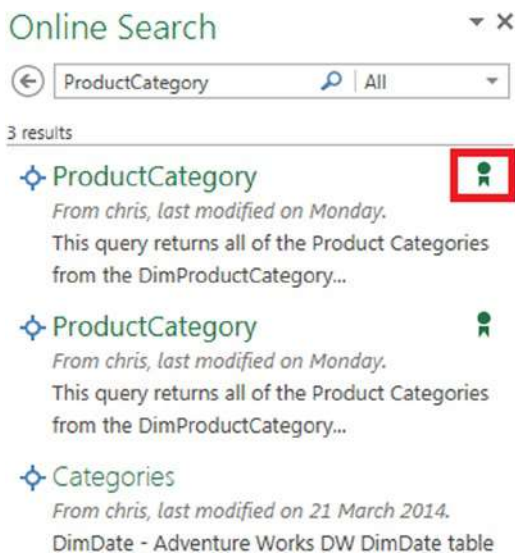 Online Search
ProductCategory All
3 results
ProductCategory
From chris, last modified on Monday.
This query returns all of the Product Categories
from the DimProductCategory...
ProductCategory
From chris, last modified on Monday.
This query returns all of the Product Categories
from the DimProductCategory...
Categories
From chris, last modified on 21 March 2014.
DimDate - Adventure Works DW DimDate table